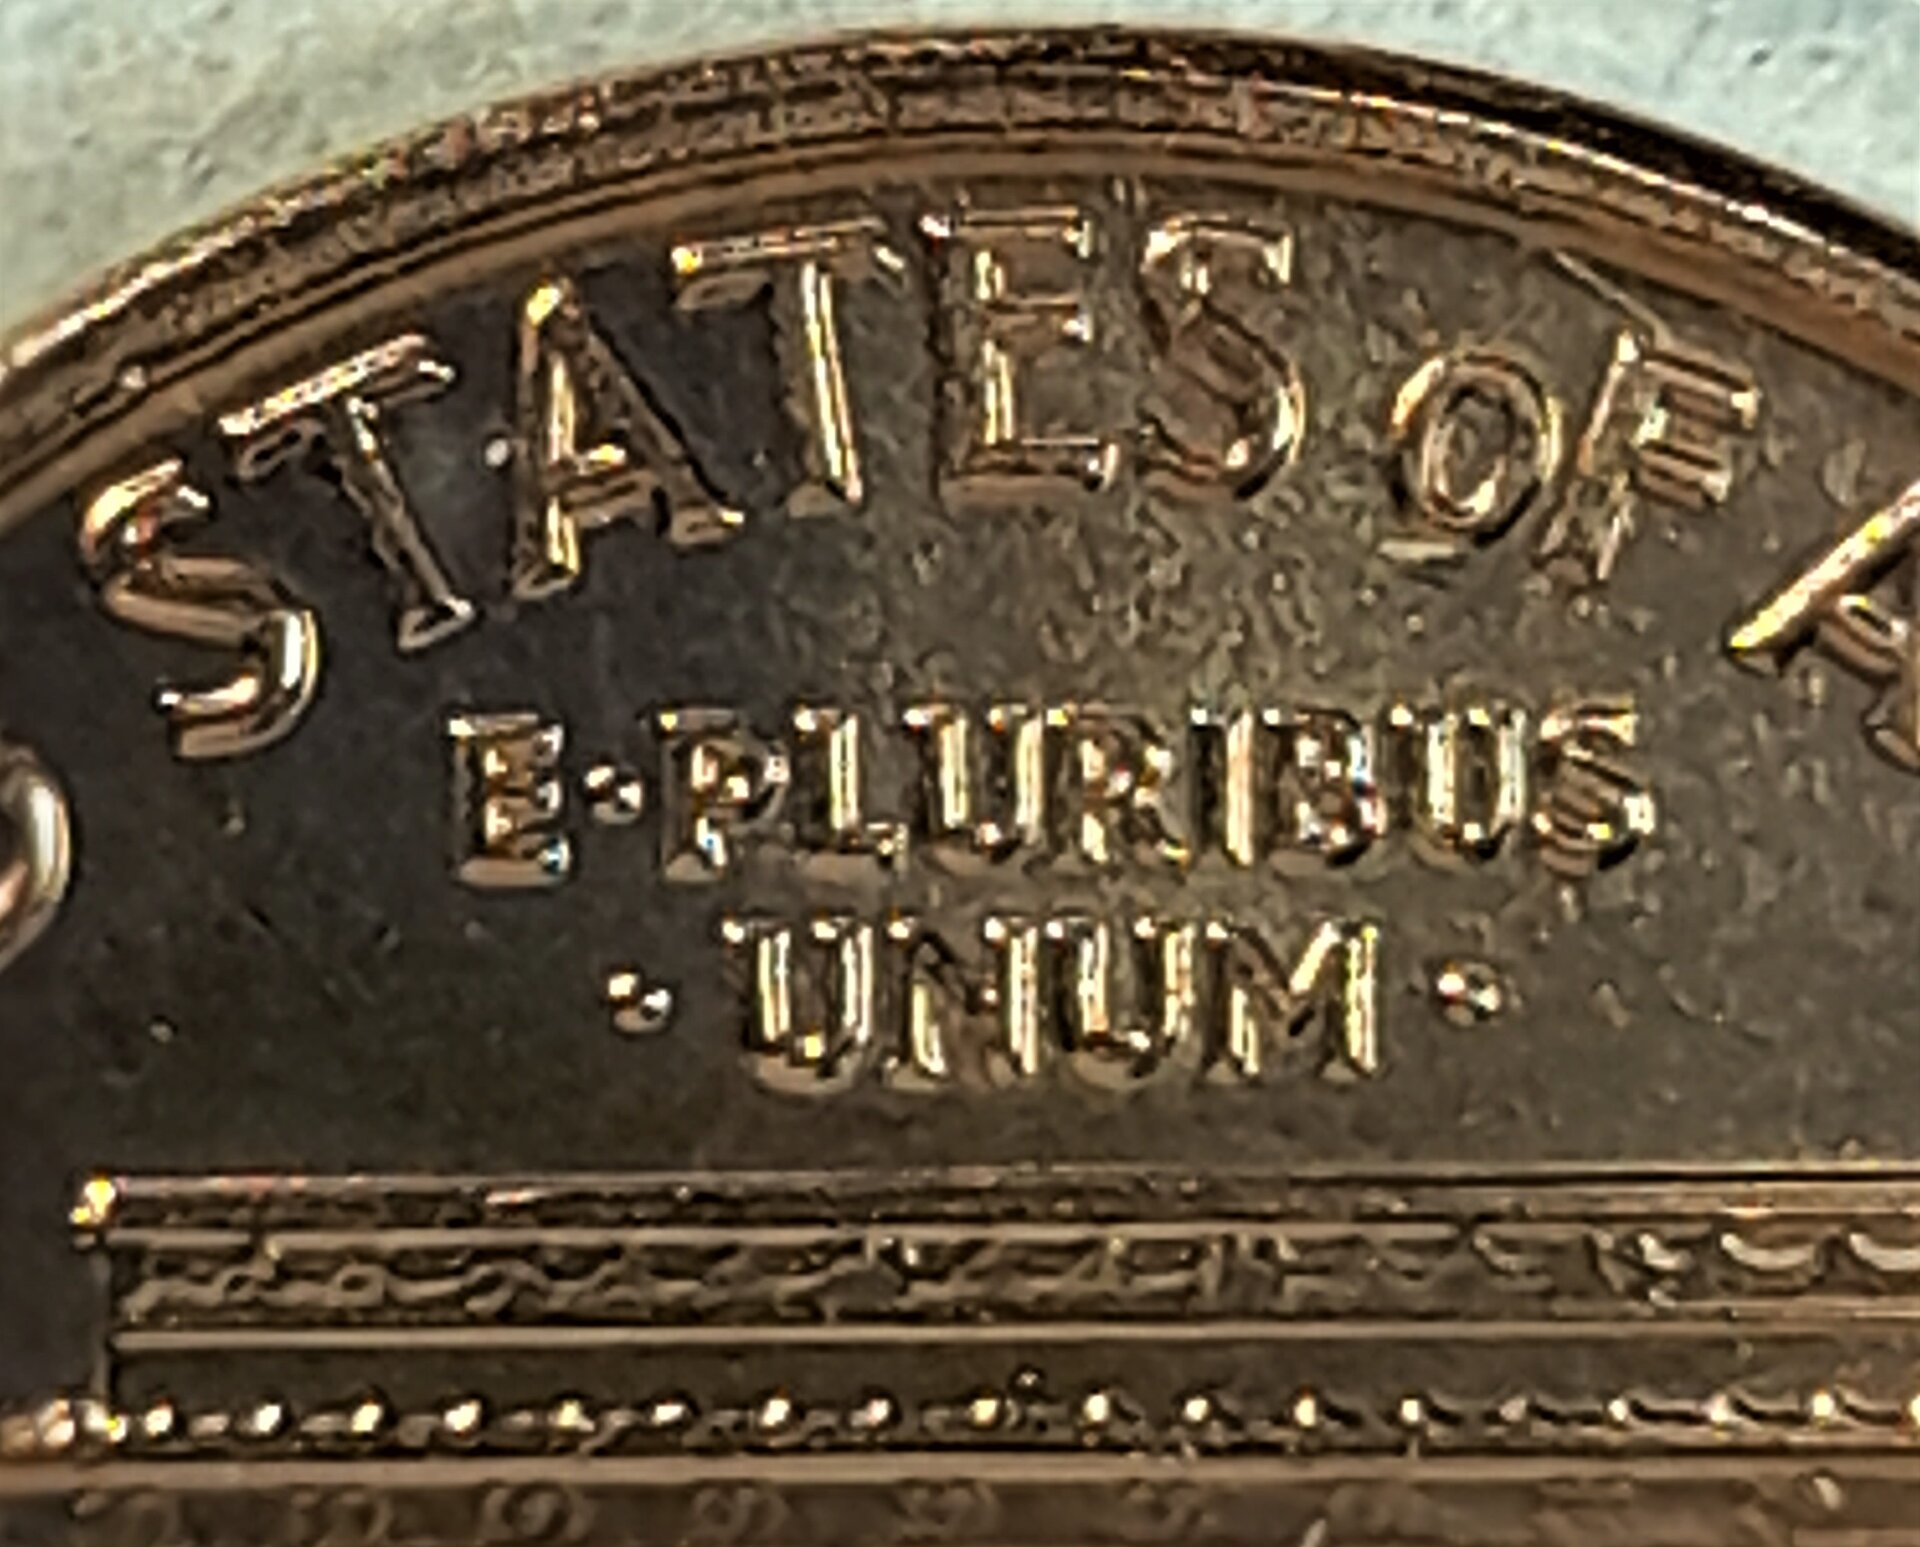 STATES OF A
E·PLURIBUS
·UNUM·